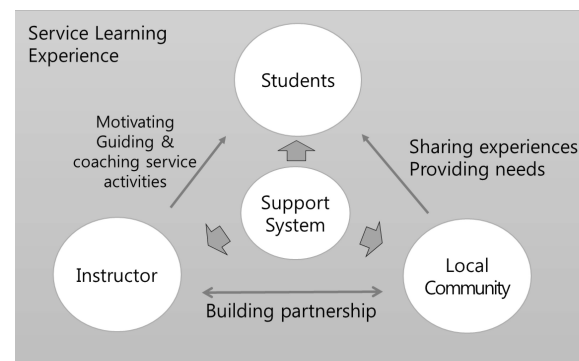 Service Learning
Experience
Students
Motivating
Guiding &
coaching service
activities
Sharing experiences
Providing needs
Support
System
Instructor
Local
Community
Building partnership